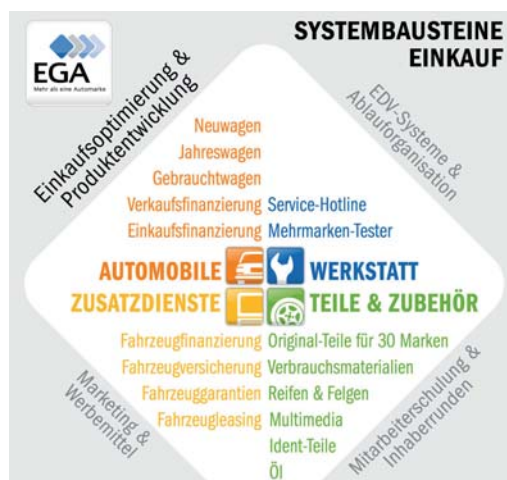 EGA
Mehr als eine Automarke
SYSTEMBAUSTEINE
EINKAUF
Einkaufsoptimierung &
Produktentwicklung
EDV-Systeme &
Ablauforganisation
Neuwagen
Jahreswagen
Gebrauchtwagen
Verkaufsfinanzierung Service-Hotline
Einkaufsfinanzierung Mehrmarken-Tester
AUTOMOBILE WERKSTATT
ZUSATZDIENSTE TEILE & ZUBEHÖR
Fahrzeugfinanzierung Original-Teile für 30 Marken
Fahrzeugversicherung Verbrauchsmaterialien
Fahrzeuggarantien Reifen & Felgen
Fahrzeugleasing Multimedia
Ident-Teile
Öl
Marketing &
Werbemittel
Mitarbeiterschulung &
Inhaberrunden